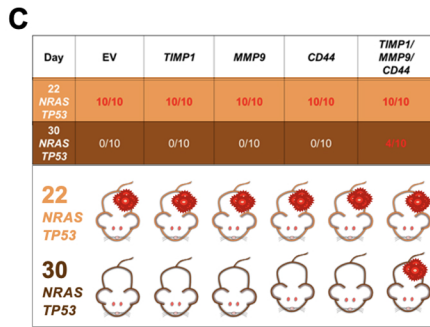 C
Day EV TIMP1 MMP9 CD44 TIMP1/ MMP9/ CD44
22 NRAS TP53 10/10 10/10 10/10 10/10 10/10
30 NRAS TP53 0/10 0/10 0/10 0/10 4/10
22
NRAS
TP53
30
NRAS
TP53